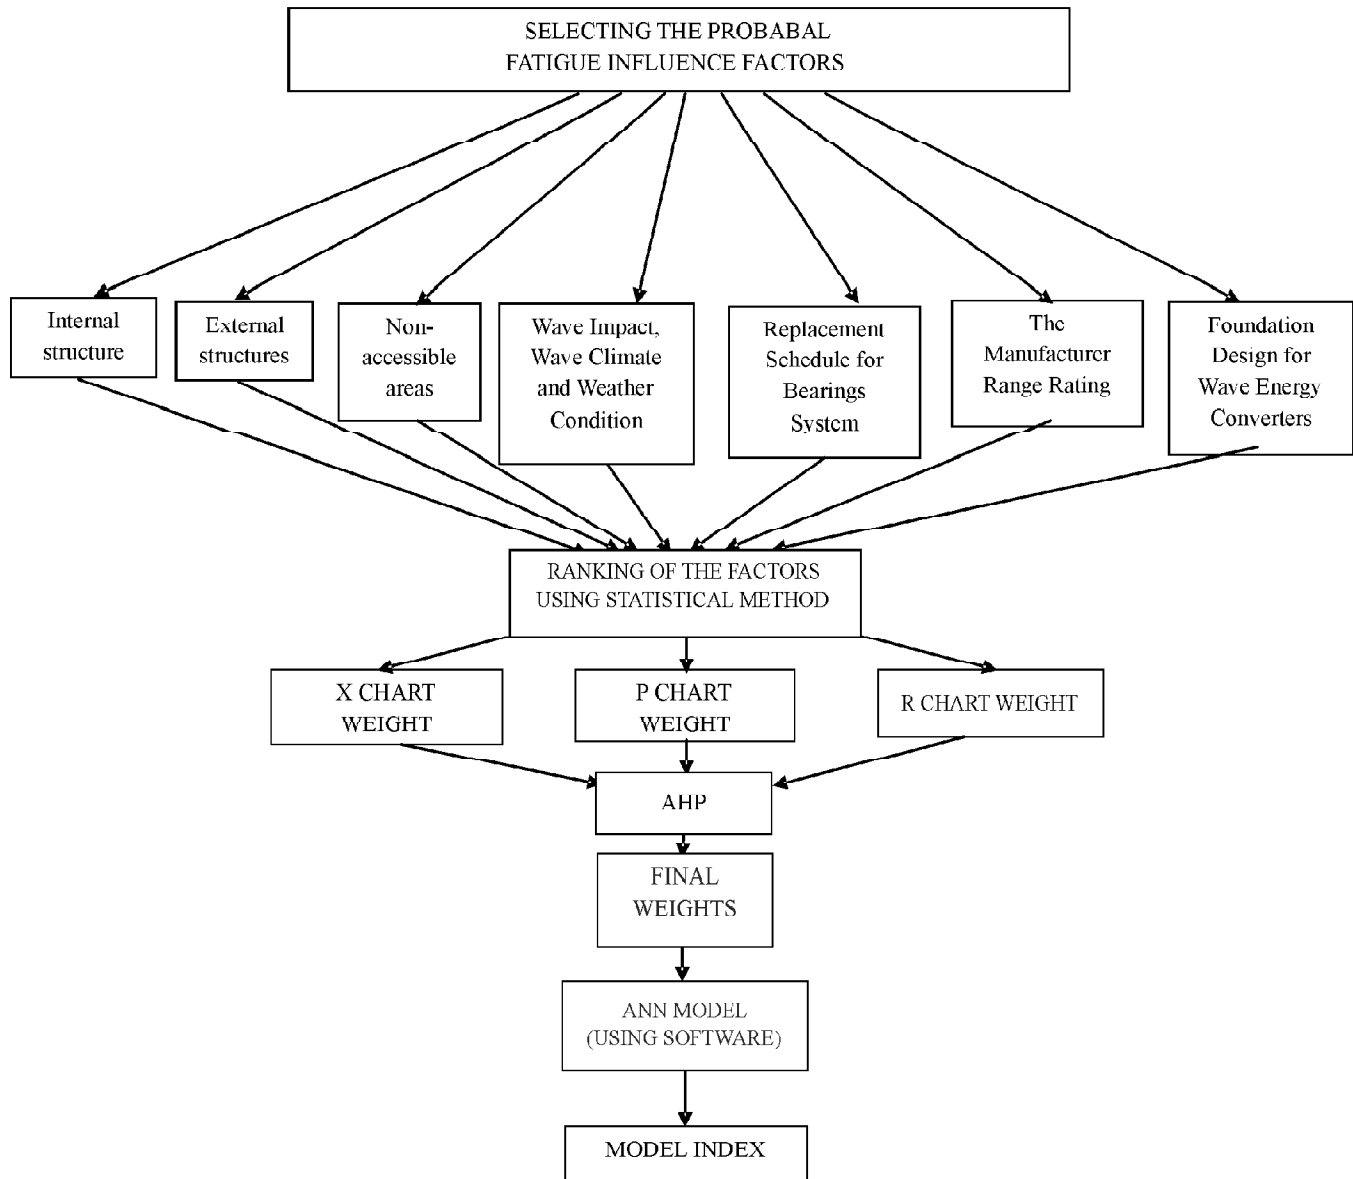 SELECTING THE PROBABAL
FATIGUE INFLUENCE FACTORS
Internal
structure
External
structures
Non-
accessible
areas
Wave Impact,
Wave Climate
and Weather
Condition
Replacement
Schedule for
Bearings
System
The
Manufacturer
Range Rating
Foundation
Design for
Wave Energy
Converters
RANKING OF THE FACTORS
USING STATISTICAL METHOD
X CHART
WEIGHT
P CHART
WEIGHT
R CHART WEIGHT
AHP
FINAL
WEIGHTS
ANN MODEL
(USING SOFTWARE)
MODEL INDEX